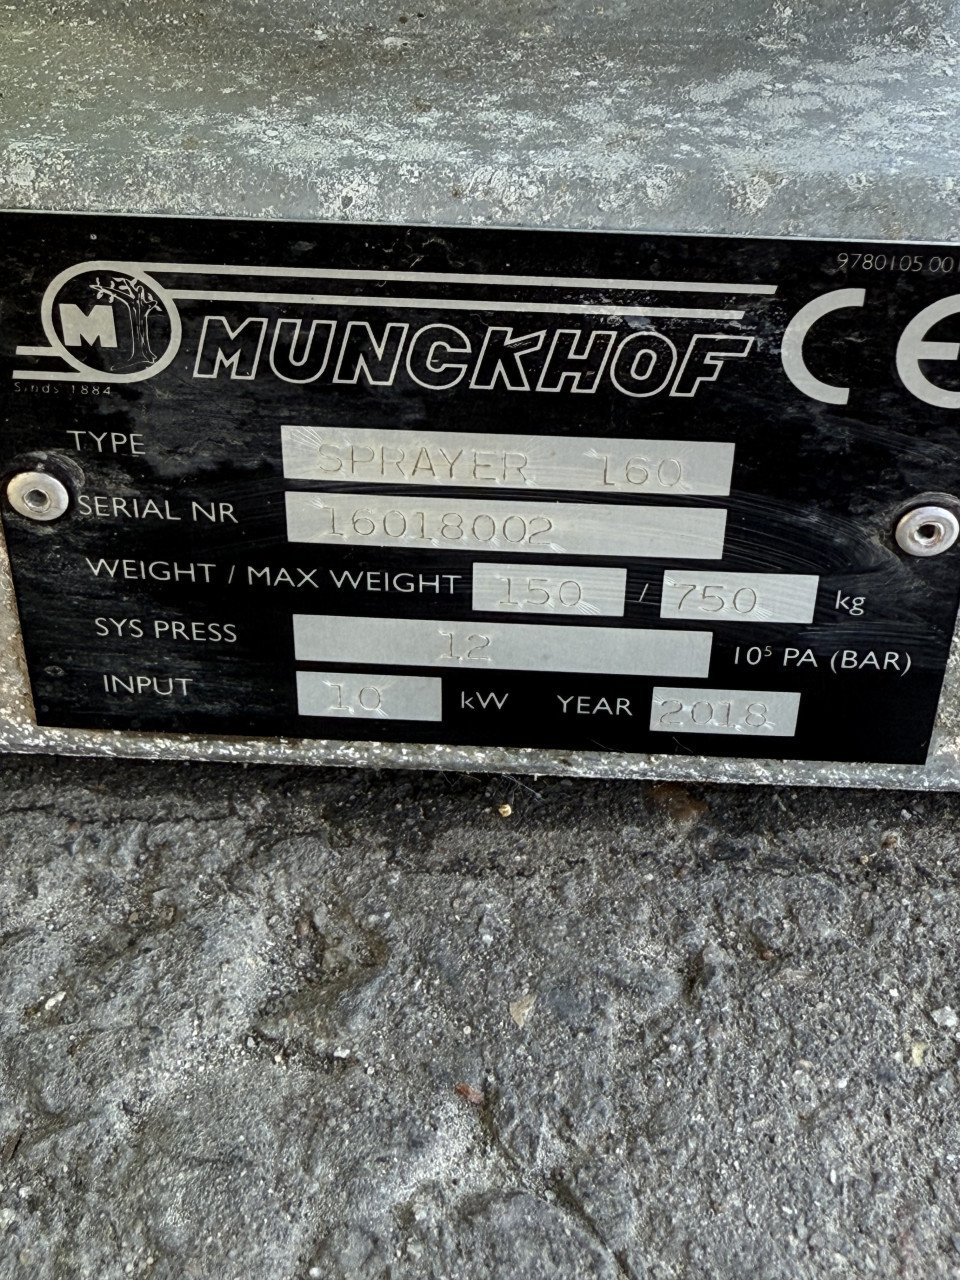 9780105 001
M
MUNCKHOF
CE
Sinds 1884
TYPE SPRAYER 160
SERIAL NR 16018002
WEIGHT / MAX WEIGHT 150 / 750 kg
SYS PRESS 12 10⁵ PA (BAR)
INPUT 10 kW YEAR 2018